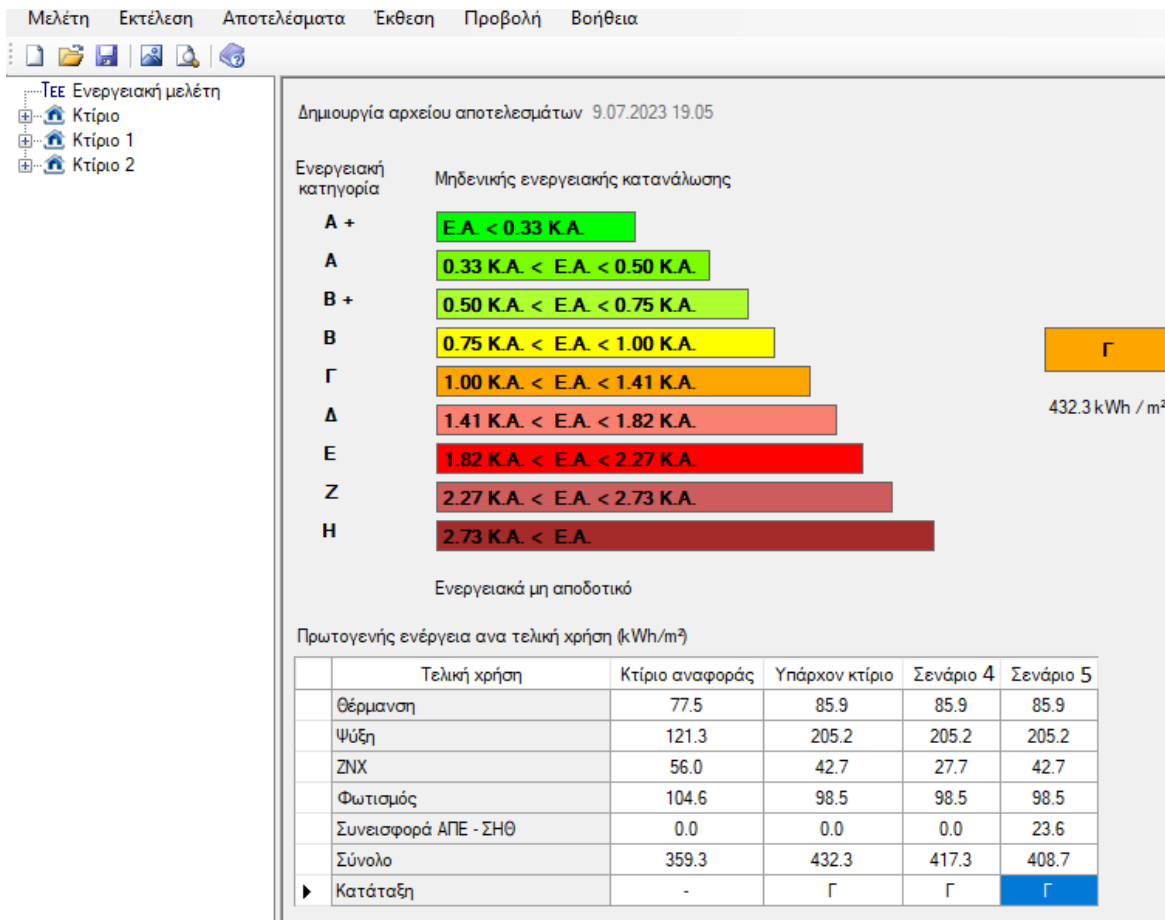 Μελέτη Εκτέλεση Αποτελέσματα Έκθεση Προβολή Βοήθεια
ΤΕΕ Ενεργειακή μελέτη
Κτίριο
Κτίριο 1
Κτίριο 2
Δημιουργία αρχείου αποτελεσμάτων 9.07.2023 19.05
Ενεργειακή κατηγορία
Μηδενικής ενεργειακής κατανάλωσης
Α + Ε.Α. < 0.33 Κ.Α.
Α 0.33 Κ.Α. < Ε.Α. < 0.50 Κ.Α.
Β + 0.50 Κ.Α. < Ε.Α. < 0.75 Κ.Α.
Β 0.75 Κ.Α. < Ε.Α. < 1.00 Κ.Α.
Γ
Γ 1.00 Κ.Α. < Ε.Α. < 1.41 Κ.Α.
432.3 kWh / m²
Δ 1.41 Κ.Α. < Ε.Α. < 1.82 Κ.Α.
Ε 1.82 Κ.Α. < Ε.Α. < 2.27 Κ.Α.
Ζ 2.27 Κ.Α. < Ε.Α. < 2.73 Κ.Α.
Η 2.73 Κ.Α. < Ε.Α.
Ενεργειακά μη αποδοτικό
Πρωτογενής ενέργεια ανα τελική χρήση (kWh/m²)
Τελική χρήση Κτίριο αναφοράς Υπάρχον κτίριο Σενάριο 4 Σενάριο 5
Θέρμανση 77.5 85.9 85.9 85.9
Ψύξη 121.3 205.2 205.2 205.2
ΖΝΧ 56.0 42.7 27.7 42.7
Φωτισμός 104.6 98.5 98.5 98.5
Συνεισφορά ΑΠΕ - ΣΗΘ 0.0 0.0 0.0 23.6
Σύνολο 359.3 432.3 417.3 408.7
Κατάταξη - Γ Γ Γ